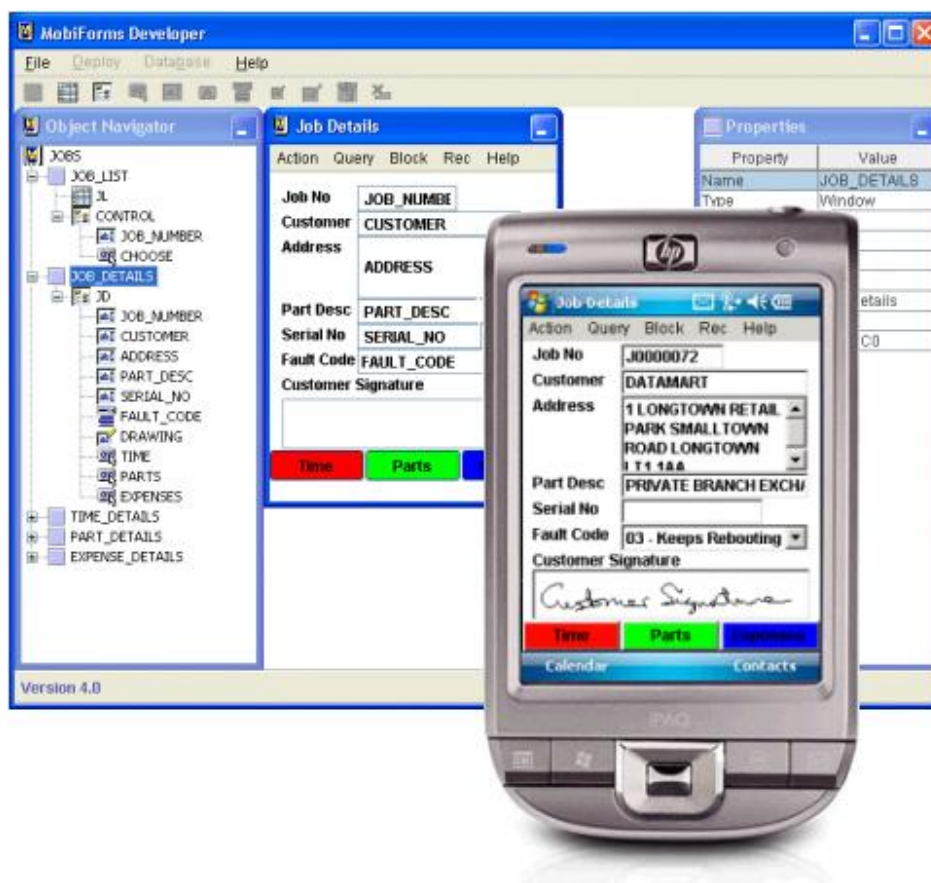 MobiForms Developer
File Deploy Database Help
Object Navigator
JOBS
JOB_LIST
JL
CONTROL
JOB_NUMBER
CHOOSE
JOB_DETAILS
JD
JOB_NUMBER
CUSTOMER
ADDRESS
PART_DESC
SERIAL_NO
FAULT_CODE
DRAWING
TIME
PARTS
EXPENSES
TIME_DETAILS
PART_DETAILS
EXPENSE_DETAILS
Version 4.0
Job Details
Action Query Block Rec Help
Job No JOB_NUMBE
Customer CUSTOMER
Address ADDRESS
Part Desc PART_DESC
Serial No SERIAL_NO
Fault Code FAULT_CODE
Customer Signature
Time Parts
Properties
Property Value
Name JOB_DETAILS
Type Window
etails
C0
hp
Job Details
Action Query Block Rec Help
Job No J0000072
Customer DATAMART
Address 1 LONGTOWN RETAIL
PARK SMALLTOWN
ROAD LONGTOWN
LT1 1AA
Part Desc PRIVATE BRANCH EXCH
Serial No
Fault Code 03 - Keeps Rebooting
Customer Signature
Customer Signature
Time Parts Expenses
Calendar Contacts
iPAQ